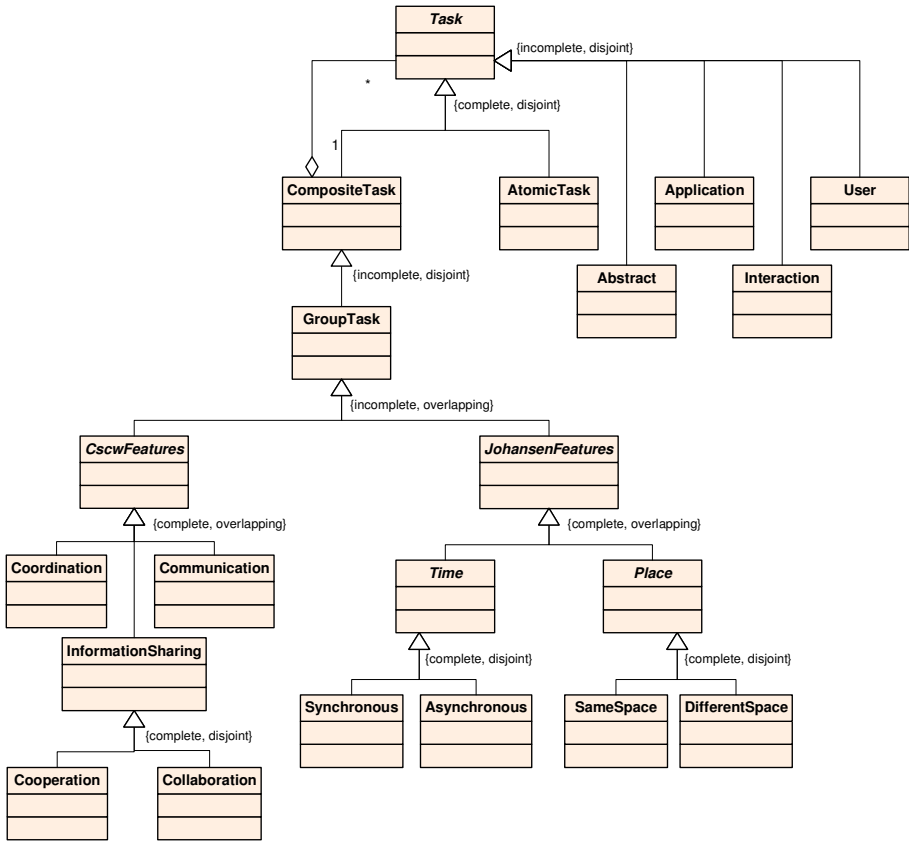 Task
{incomplete, disjoint}
*
{complete, disjoint}
1
CompositeTask
AtomicTask
Application
User
Abstract
Interaction
{incomplete, disjoint}
GroupTask
{incomplete, overlapping}
CscwFeatures
JohansenFeatures
{complete, overlapping}
{complete, overlapping}
Coordination
Communication
Time
Place
InformationSharing
{complete, disjoint}
{complete, disjoint}
Synchronous
Asynchronous
SameSpace
DifferentSpace
{complete, disjoint}
Cooperation
Collaboration